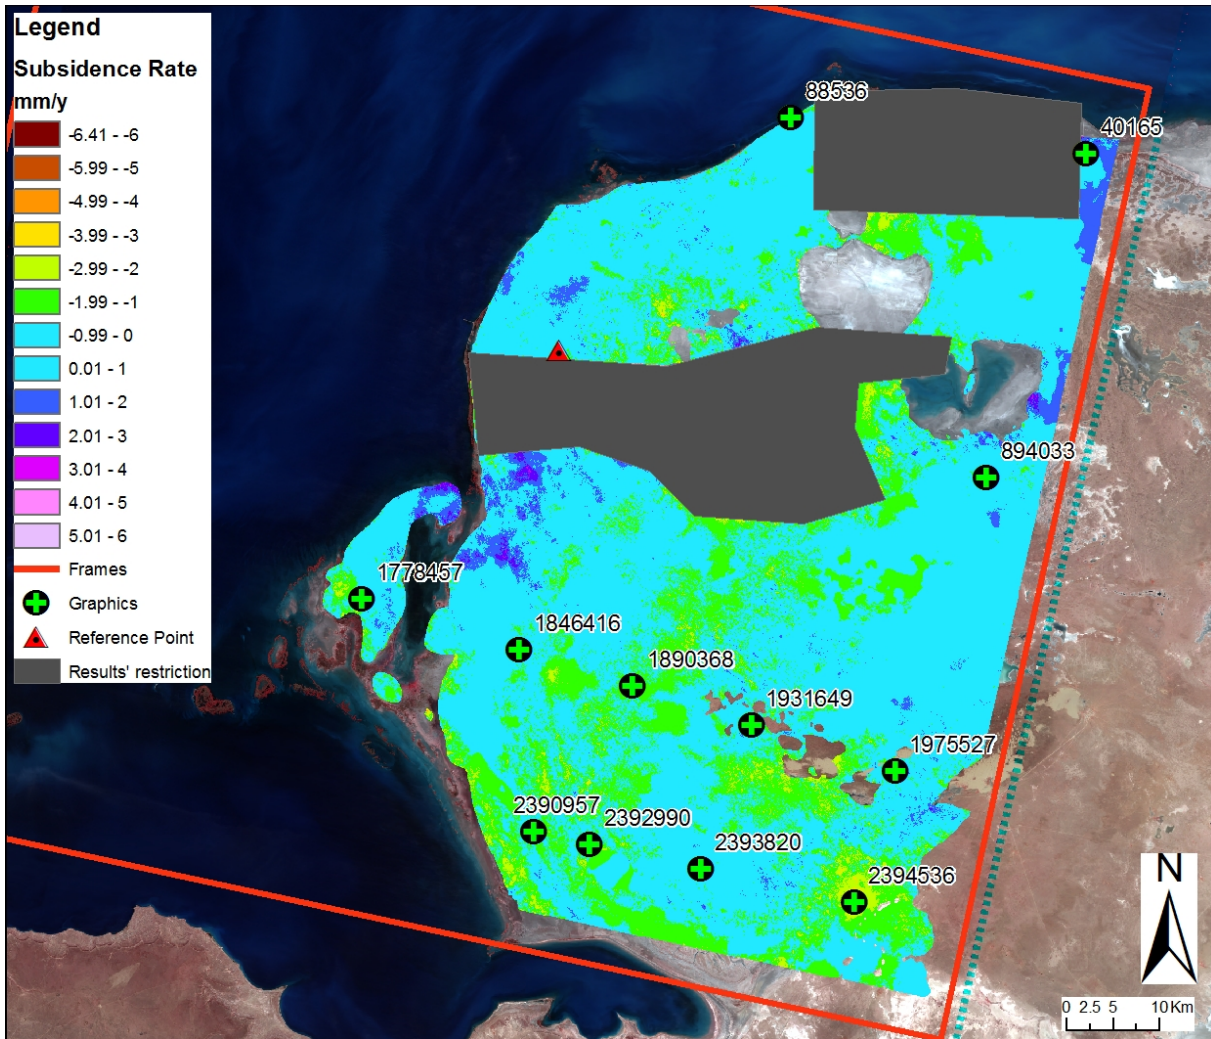 Legend
Subsidence Rate
mm/y
-6.41 - -6
-5.99 - -5
-4.99 - -4
-3.99 - -3
-2.99 - -2
-1.99 - -1
-0.99 - 0
0.01 - 1
1.01 - 2
2.01 - 3
3.01 - 4
4.01 - 5
5.01 - 6
Frames
Graphics
Reference Point
Results' restriction
88536
40165
894033
1778457
1846416
1890368
1931649
1975527
2390957
2392990
2393820
2394536
N
0 2.5 5 10 Km